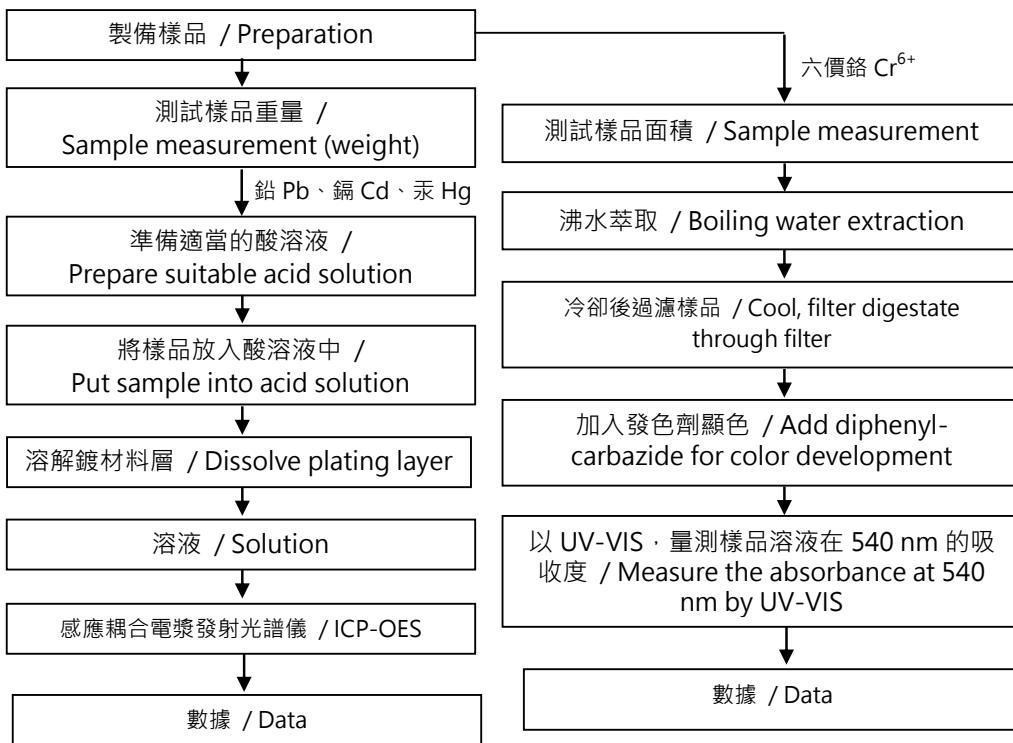 製備樣品 / Preparation
測試樣品重量 /
Sample measurement (weight)
鉛 Pb、鎘 Cd、汞 Hg
準備適當的酸溶液 /
Prepare suitable acid solution
將樣品放入酸溶液中 /
Put sample into acid solution
溶解鍍材料層 / Dissolve plating layer
溶液 / Solution
感應耦合電漿發射光譜儀 / ICP-OES
數據 / Data
六價鉻 Cr⁶⁺
測試樣品面積 / Sample measurement
沸水萃取 / Boiling water extraction
冷卻後過濾樣品 / Cool, filter digestate
through filter
加入發色劑顯色 / Add diphenyl-
carbazide for color development
以 UV-VIS,量測樣品溶液在 540 nm 的吸
收度 / Measure the absorbance at 540
nm by UV-VIS
數據 / Data